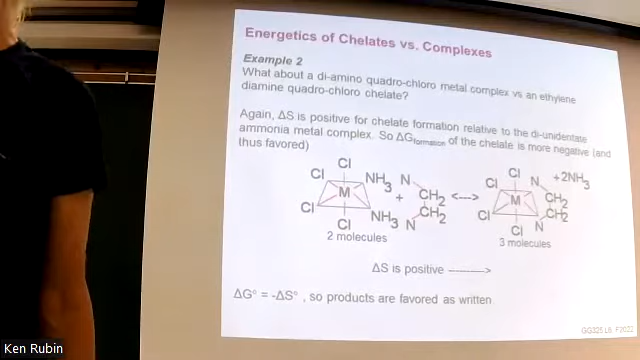 Energetics of Chelates vs. Complexes
Example 2
What about a di-amino quadro-chloro metal complex vs an ethylene
diamine quadro-chloro chelate?
Again, ΔS is positive for chelate formation relative to the di-unidentate
ammonia metal complex. So ΔGformation of the chelate is more negative (and
thus favored)
Cl Cl NH3 N
M + CH2 <---> 
Cl Cl NH3 N CH2
2 molecules
Cl Cl N +2NH3
M CH2
Cl Cl N CH2
3 molecules
ΔS is positive ---------->
ΔG° = -ΔS° , so products are favored as written
GG325 L6, F2022
Ken Rubin